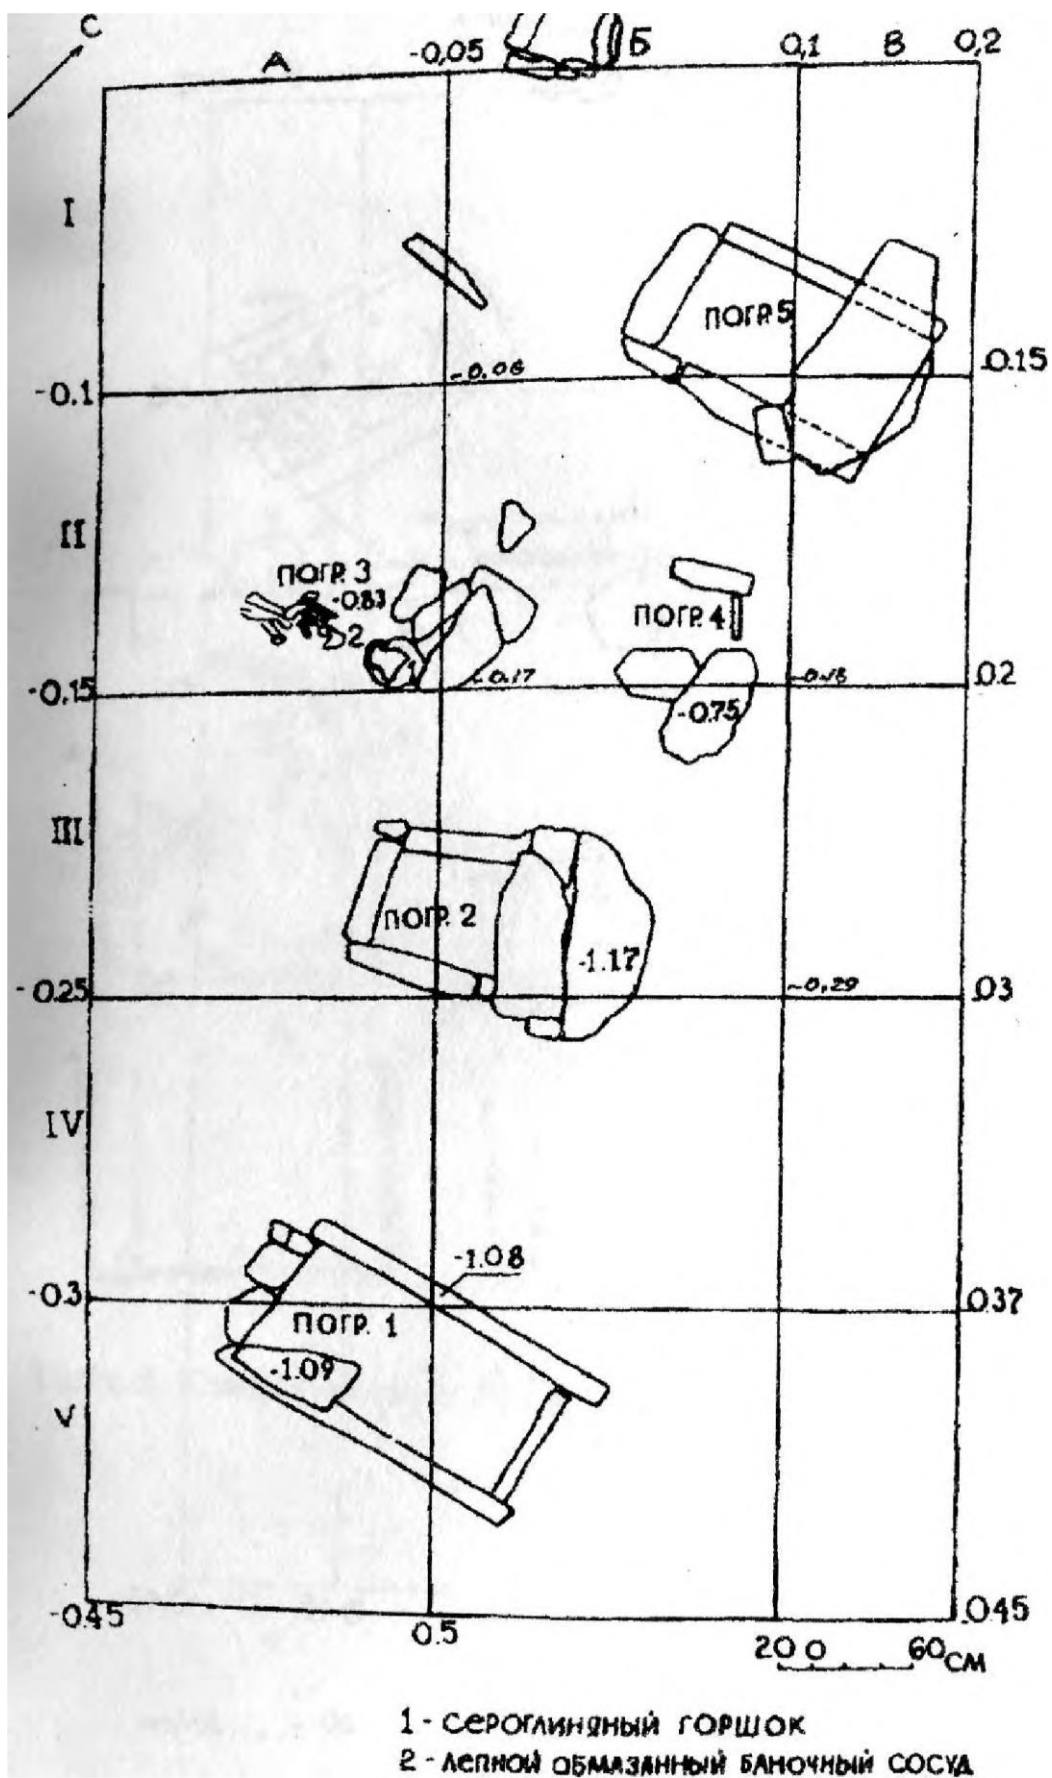 С
А -0,05 Б 0,1 В 0,2
I
ПОГР. 5
-0.1 -0.06 0.15
II
ПОГР. 3
-0.83
ПОГР. 4
2
1
-0.15 -0.17 -0.18 0.2
-0.75
III
ПОГР. 2
-1.17
-0.25 -0.29 0.3
IV
-1.08
-0.3 0.37
ПОГР. 1
-1.09
V
-0.45 0.5 0.45
20 0 60 см
1 - СЕРОГЛИНЯНЫЙ ГОРШОК
2 - ЛЕПНОЙ ОБМАЗАННЫЙ БАНОЧНЫЙ СОСУД